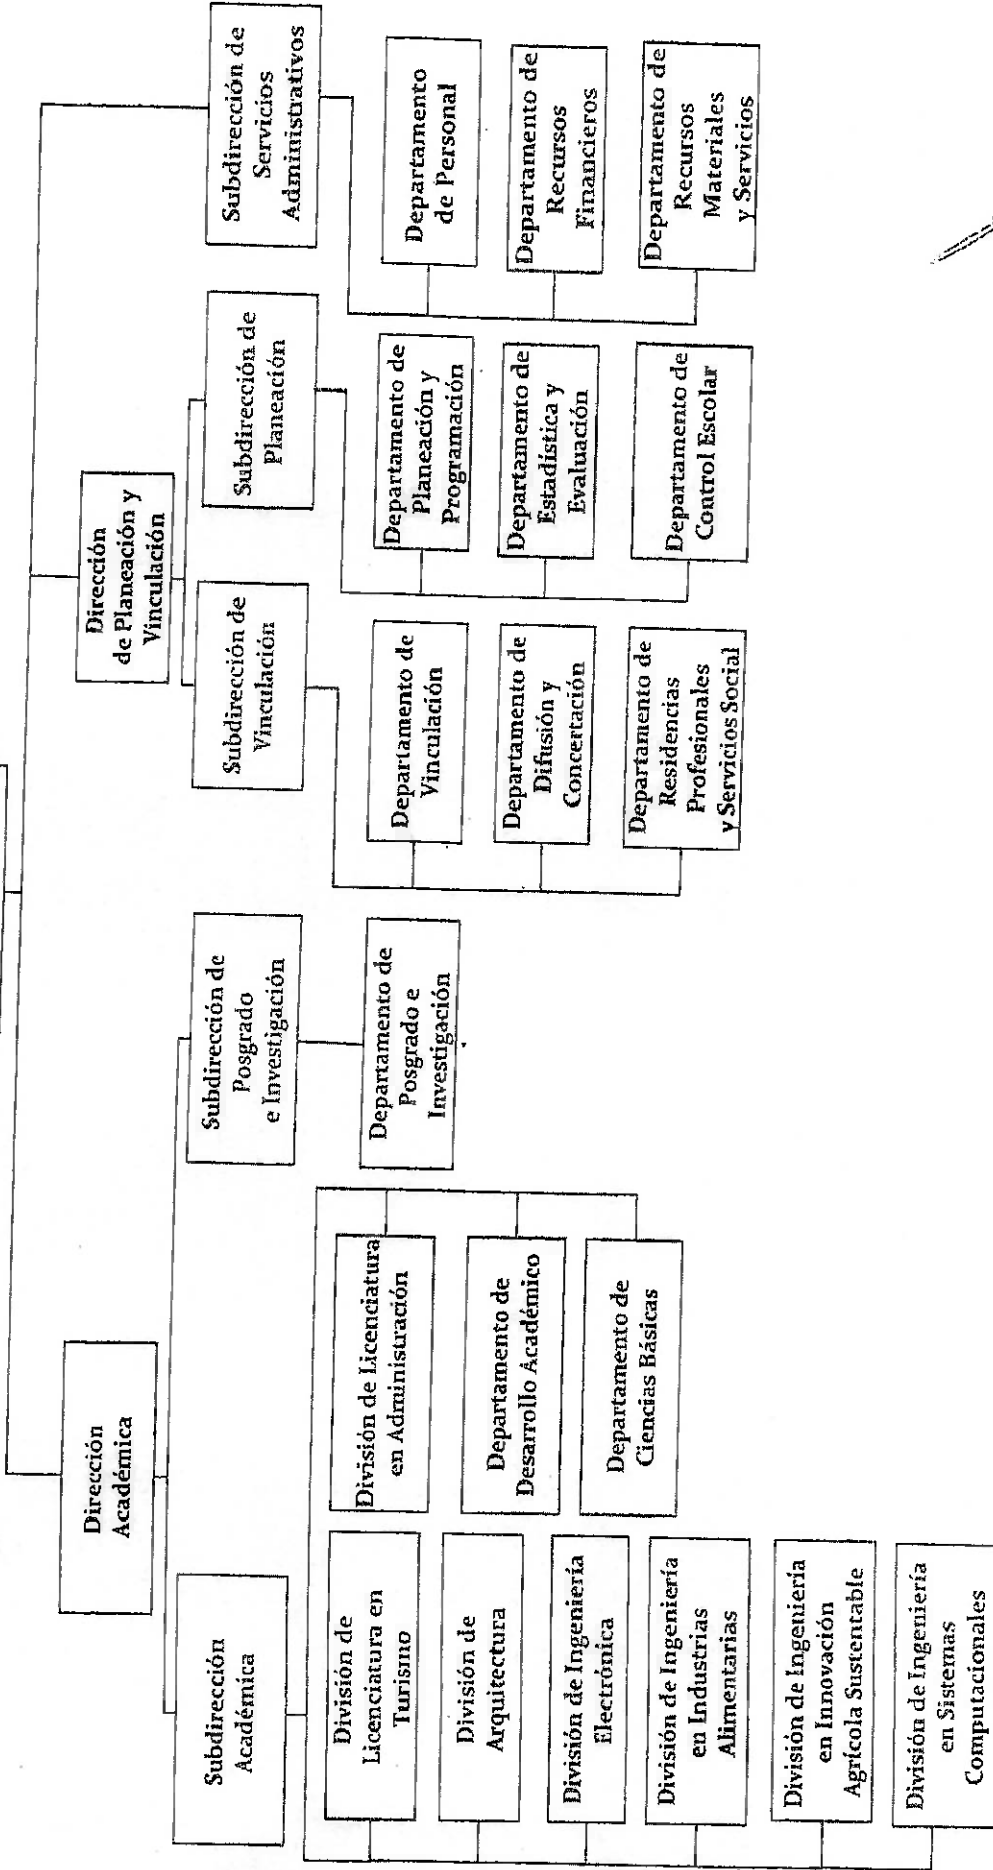 Dirección
Académica
Dirección
de Planeación y
Vinculación
Subdirección
Académica
Subdirección de
Posgrado
e Investigación
Subdirección de
Vinculación
Subdirección de
Planeación
Subdirección de
Servicios
Administrativos
División de
Licenciatura en
Turismo
División de
Arquitectura
División de Ingeniería
Electrónica
División de Ingeniería
en Industrias
Alimentarias
División de Ingeniería
en Innovación
Agrícola Sustentable
División de Ingeniería
en Sistemas
Computacionales
División de Licenciatura
en Administración
Departamento de
Desarrollo Académico
Departamento de
Ciencias Básicas
Departamento de
Posgrado e
Investigación
Departamento de
Vinculación
Departamento de
Difusión y
Concertación
Departamento de
Residencias
Profesionales
y Servicios Social
Departamento de
Planeación y
Programación
Departamento de
Estadística y
Evaluación
Departamento de
Control Escolar
Departamento
de Personal
Departamento de
Recursos
Financieros
Departamento de
Recursos
Materiales
y Servicios